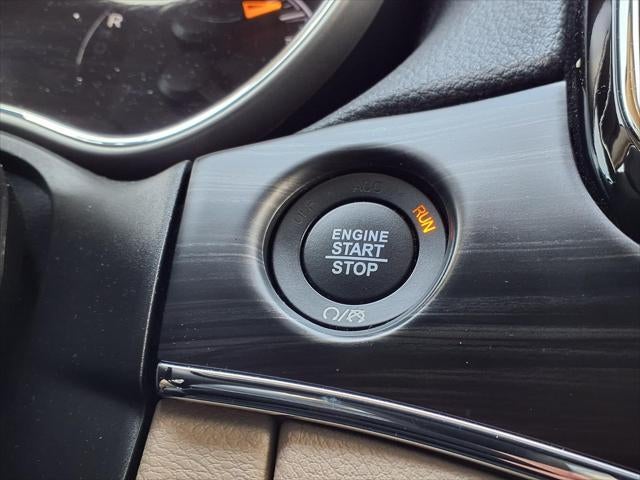 R
OFF
ACC
RUN
ENGINE
START
STOP